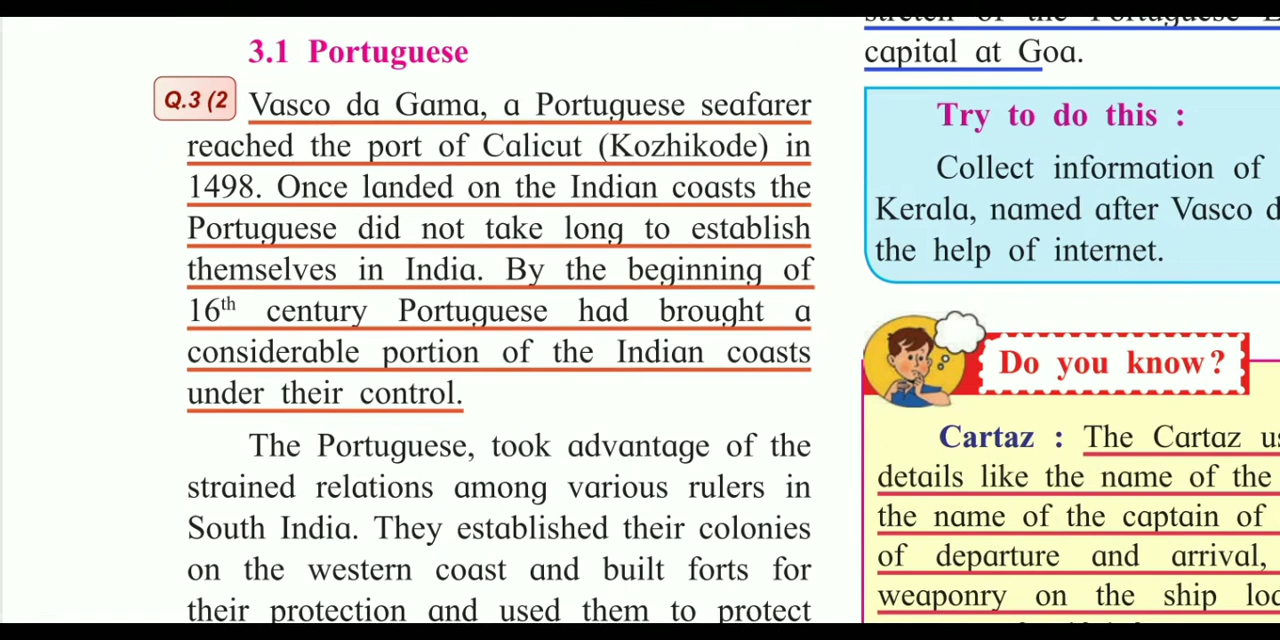 3.1 Portuguese
Q.3 (2
Vasco da Gama, a Portuguese seafarer
reached the port of Calicut (Kozhikode) in
1498. Once landed on the Indian coasts the
Portuguese did not take long to establish
themselves in India. By the beginning of
16th century Portuguese had brought a
considerable portion of the Indian coasts
under their control.
The Portuguese, took advantage of the
strained relations among various rulers in
South India. They established their colonies
on the western coast and built forts for
their protection and used them to protect
stretch of the Portuguese
capital at Goa.
Try to do this :
Collect information of
Kerala, named after Vasco d
the help of internet.
Do you know?
Cartaz : The Cartaz us
details like the name of the
the name of the captain of
of departure and arrival,
weaponry on the ship loa